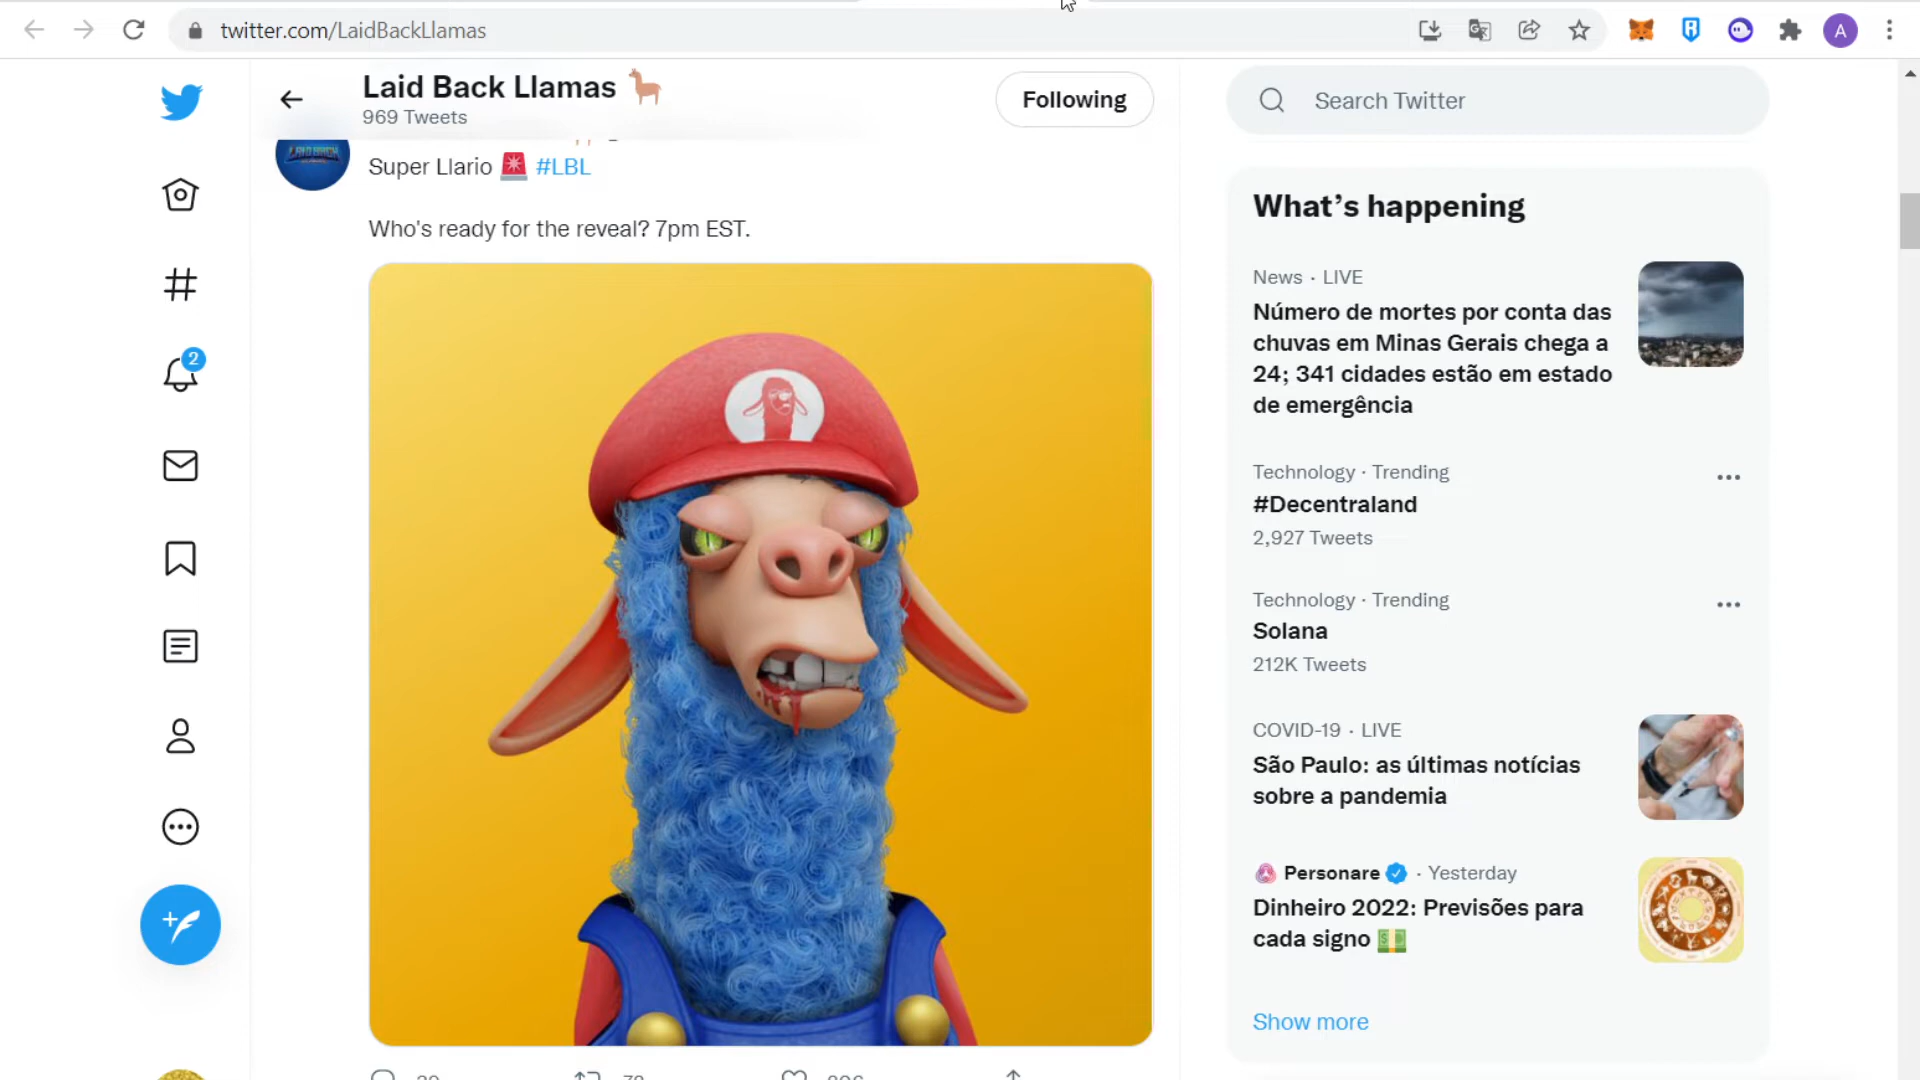 twitter.com/LaidBackLlamas
A
Laid Back Llamas
969 Tweets
Following
Search Twitter
Super Llario #LBL
Who's ready for the reveal? 7pm EST.
2
What's happening
News · LIVE
Número de mortes por conta das
chuvas em Minas Gerais chega a
24; 341 cidades estão em estado
de emergência
Technology · Trending
#Decentraland
2,927 Tweets
Technology · Trending
Solana
212K Tweets
COVID-19 · LIVE
São Paulo: as últimas notícias
sobre a pandemia
Personare · Yesterday
Dinheiro 2022: Previsões para
cada signo
Show more